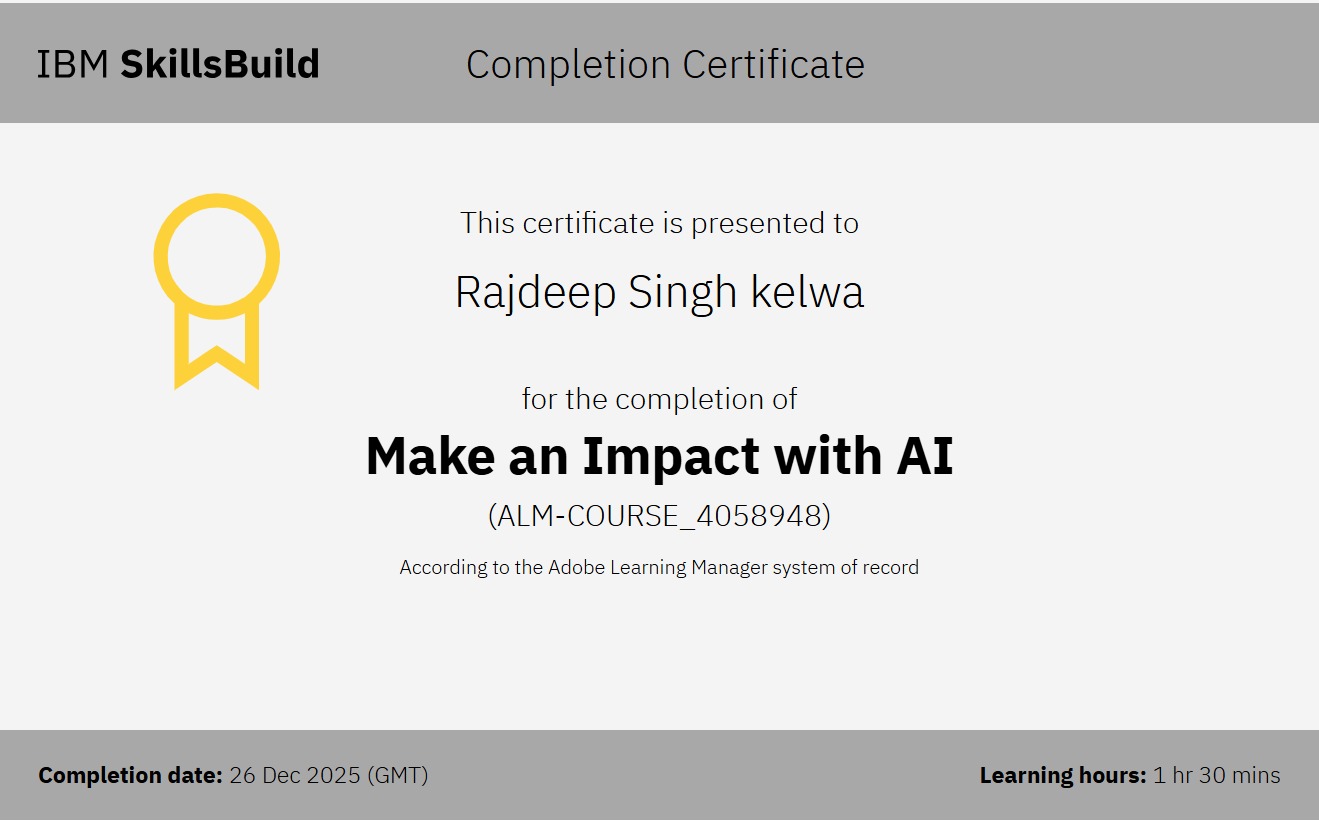 IBM SkillsBuild
Completion Certificate
This certificate is presented to
Rajdeep Singh kelwa
for the completion of
Make an Impact with AI
(ALM-COURSE_4058948)
According to the Adobe Learning Manager system of record
Completion date: 26 Dec 2025 (GMT)
Learning hours: 1 hr 30 mins